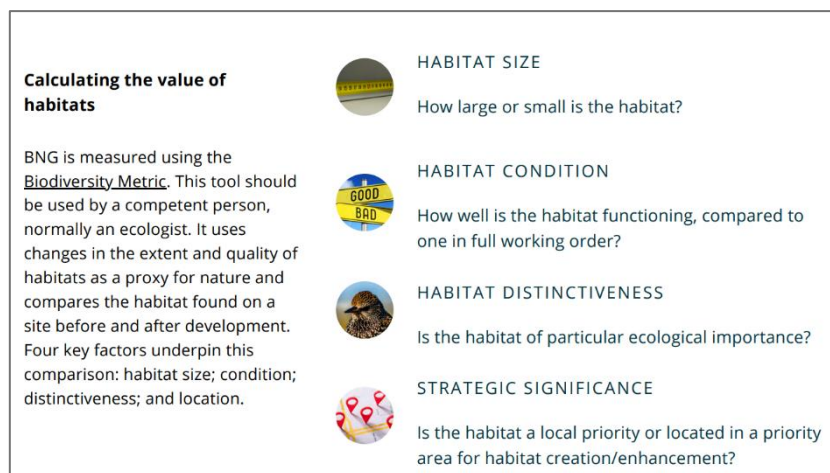 Calculating the value of
habitats
BNG is measured using the
Biodiversity Metric. This tool should
be used by a competent person,
normally an ecologist. It uses
changes in the extent and quality of
habitats as a proxy for nature and
compares the habitat found on a
site before and after development.
Four key factors underpin this
comparison: habitat size; condition;
distinctiveness; and location.
HABITAT SIZE
How large or small is the habitat?
GOOD
BAD
HABITAT CONDITION
How well is the habitat functioning, compared to
one in full working order?
HABITAT DISTINCTIVENESS
Is the habitat of particular ecological importance?
STRATEGIC SIGNIFICANCE
Is the habitat a local priority or located in a priority
area for habitat creation/enhancement?